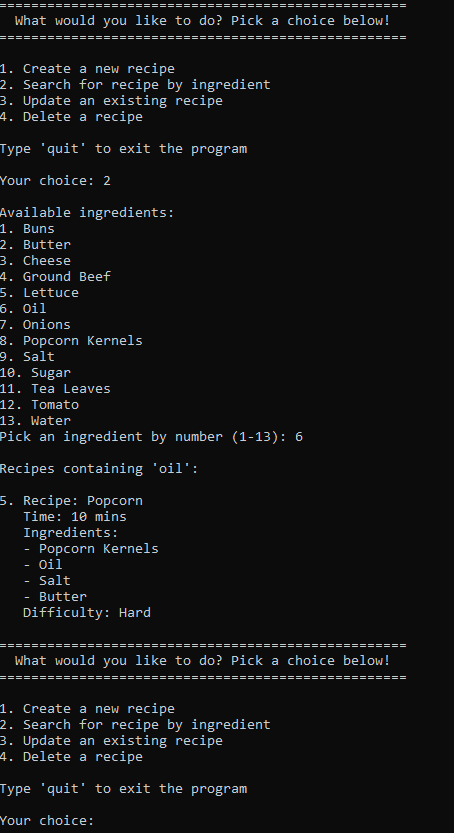 ===================================================
What would you like to do? Pick a choice below!
===================================================
1. Create a new recipe
2. Search for recipe by ingredient
3. Update an existing recipe
4. Delete a recipe
Type 'quit' to exit the program
Your choice: 2
Available ingredients:
1. Buns
2. Butter
3. Cheese
4. Ground Beef
5. Lettuce
6. Oil
7. Onions
8. Popcorn Kernels
9. Salt
10. Sugar
11. Tea Leaves
12. Tomato
13. Water
Pick an ingredient by number (1-13): 6
Recipes containing 'oil':
5. Recipe: Popcorn
Time: 10 mins
Ingredients:
- Popcorn Kernels
- Oil
- Salt
- Butter
Difficulty: Hard
===================================================
What would you like to do? Pick a choice below!
===================================================
1. Create a new recipe
2. Search for recipe by ingredient
3. Update an existing recipe
4. Delete a recipe
Type 'quit' to exit the program
Your choice: